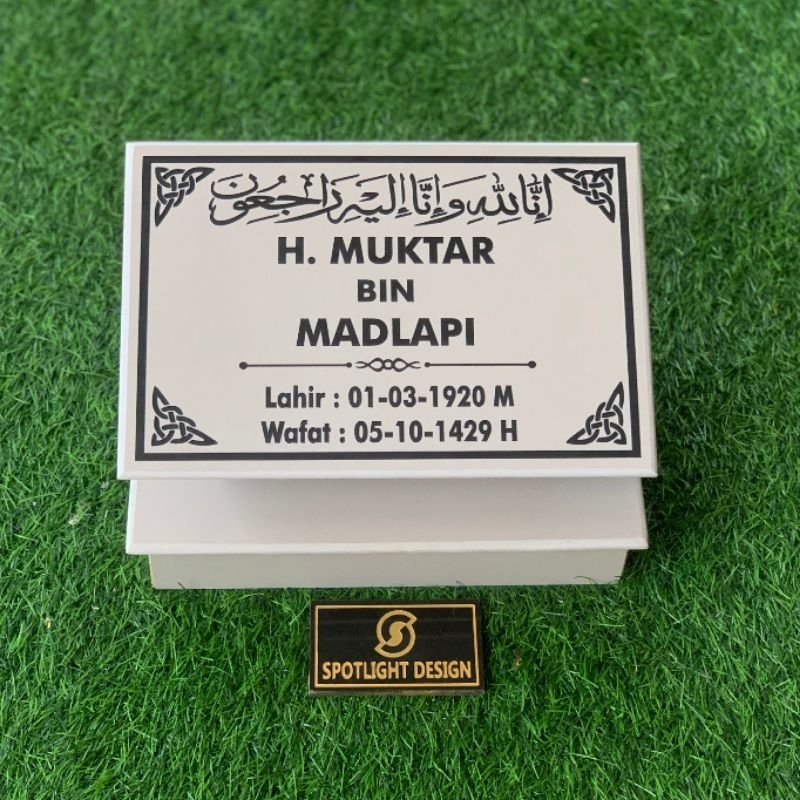 إنا لله وإنا إليه راجعون
H. MUKTAR
BIN
MADLAPI
Lahir : 01-03-1920 M
Wafat : 05-10-1429 H
SPOTLIGHT DESIGN